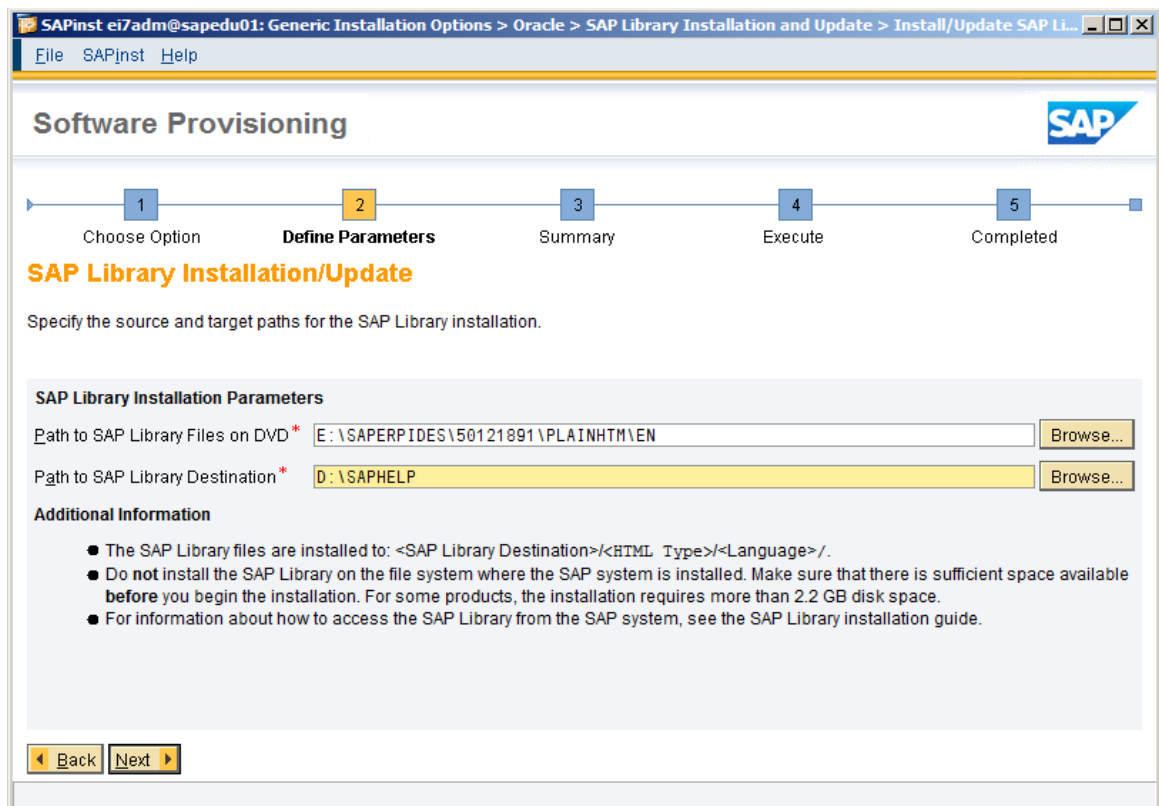 SAPinst ei7adm@sapedu01: Generic Installation Options > Oracle > SAP Library Installation and Update > Install/Update SAP Li...
File SAPinst Help
Software Provisioning
SAP
1 2 3 4 5
Choose Option Define Parameters Summary Execute Completed
SAP Library Installation/Update
Specify the source and target paths for the SAP Library installation.
SAP Library Installation Parameters
Path to SAP Library Files on DVD* E:\SAPERPIDES\50121891\PLAINHTM\EN Browse...
Path to SAP Library Destination* D:\SAPHELP Browse...
Additional Information
● The SAP Library files are installed to: <SAP Library Destination>/<HTML Type>/<Language>/.
● Do not install the SAP Library on the file system where the SAP system is installed. Make sure that there is sufficient space available
before you begin the installation. For some products, the installation requires more than 2.2 GB disk space.
● For information about how to access the SAP Library from the SAP system, see the SAP Library installation guide.
Back Next